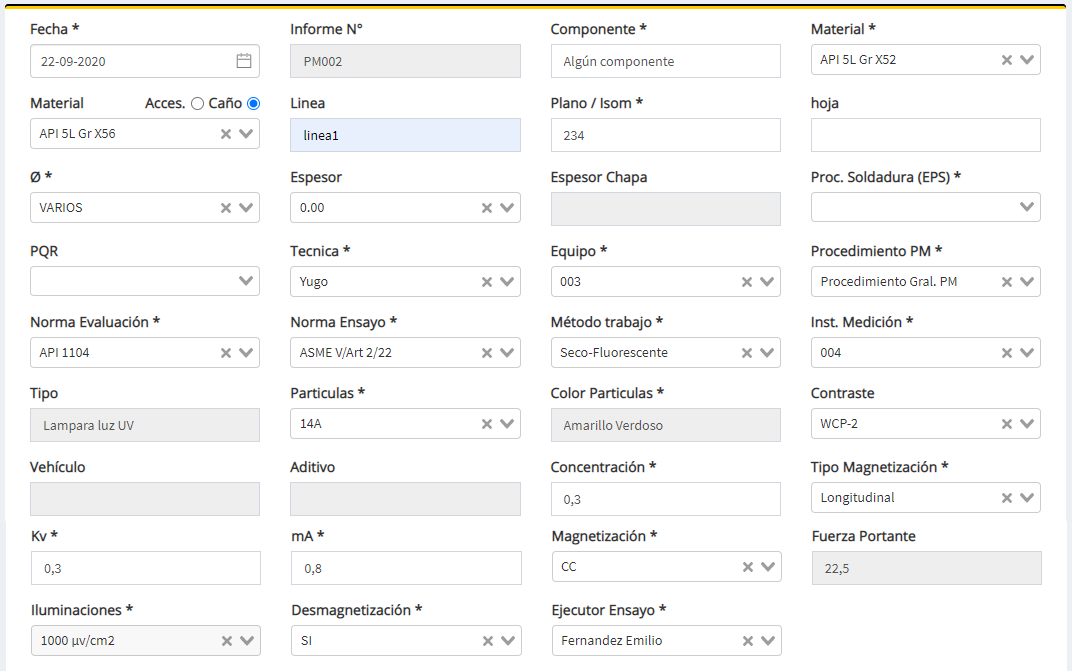 Fecha * Informe N° Componente * Material *
22-09-2020 PM002 Algún componente API 5L Gr X52
Material Acces. Caño Linea Plano / Isom * hoja
API 5L Gr X56 linea1 234
Ø * Espesor Espesor Chapa Proc. Soldadura (EPS) *
VARIOS 0.00
PQR Tecnica * Equipo * Procedimiento PM *
Yugo 003 Procedimiento Gral. PM
Norma Evaluación * Norma Ensayo * Método trabajo * Inst. Medición *
API 1104 ASME V/Art 2/22 Seco-Fluorescente 004
Tipo Particulas * Color Particulas * Contraste
Lampara luz UV 14A Amarillo Verdoso WCP-2
Vehículo Aditivo Concentración * Tipo Magnetización *
0,3 Longitudinal
Kv * mA * Magnetización * Fuerza Portante
0,3 0,8 CC 22,5
Iluminaciones * Desmagnetización * Ejecutor Ensayo *
1000 µv/cm2 SI Fernandez Emilio